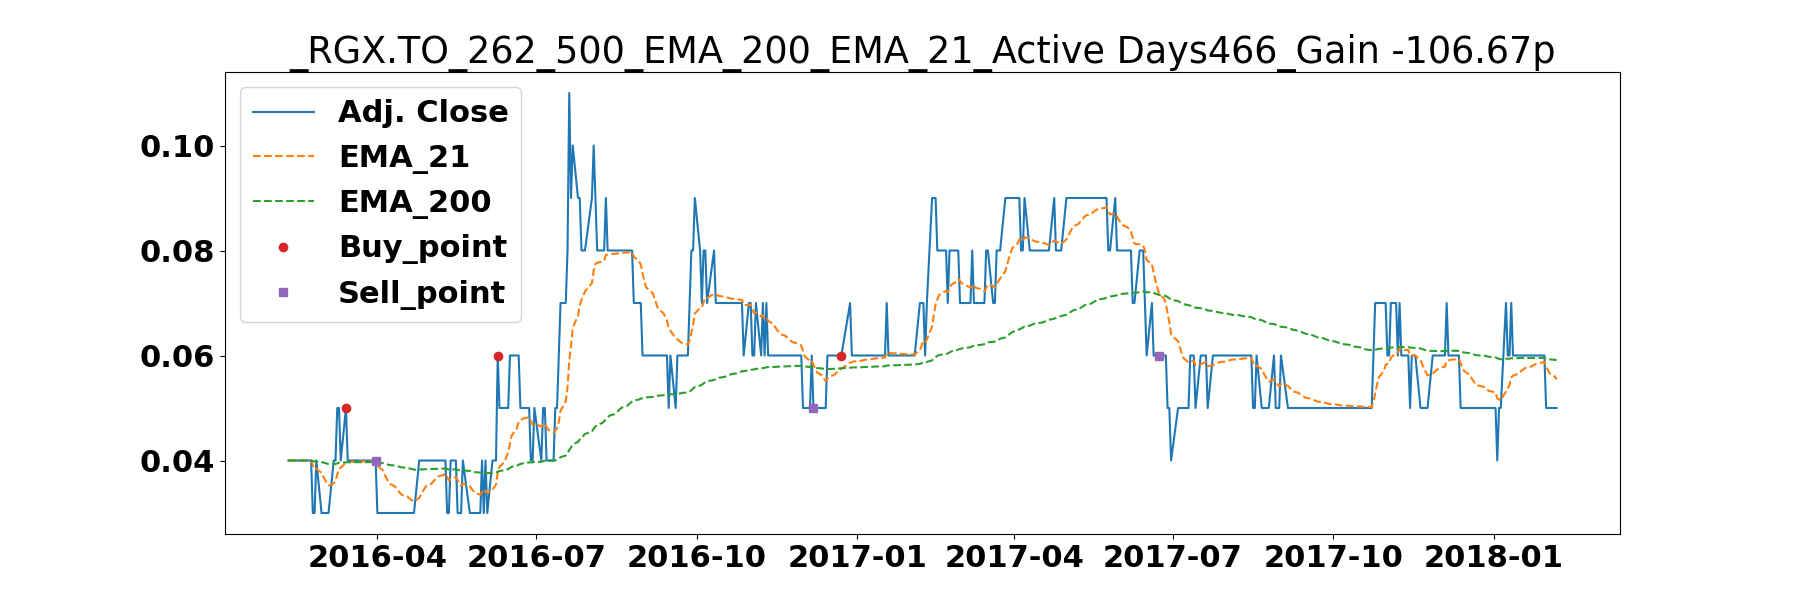 _RGX.TO_262_500_EMA_200_EMA_21_Active Days466_Gain -106.67p
Adj. Close
EMA_21
EMA_200
Buy_point
Sell_point
0.10
0.08
0.06
0.04
2016-04 2016-07 2016-10 2017-01 2017-04 2017-07 2017-10 2018-01